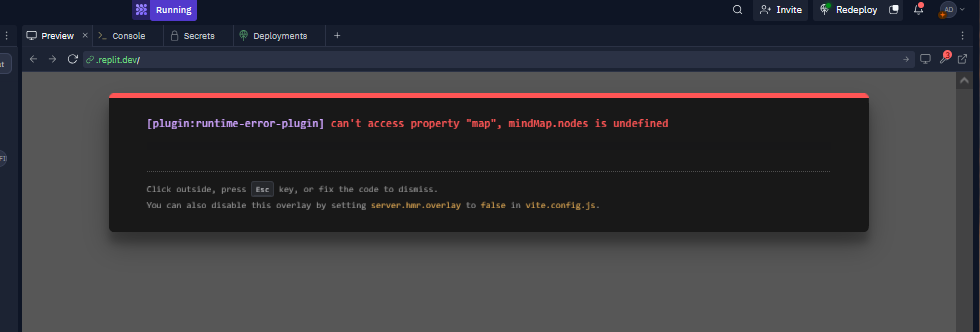 Running
Invite
Redeploy
AD
Preview
Console
Secrets
Deployments
.replit.dev/
3
[plugin:runtime-error-plugin] can't access property "map", mindMap.nodes is undefined
Click outside, press Esc key, or fix the code to dismiss.
You can also disable this overlay by setting server.hmr.overlay to false in vite.config.js.